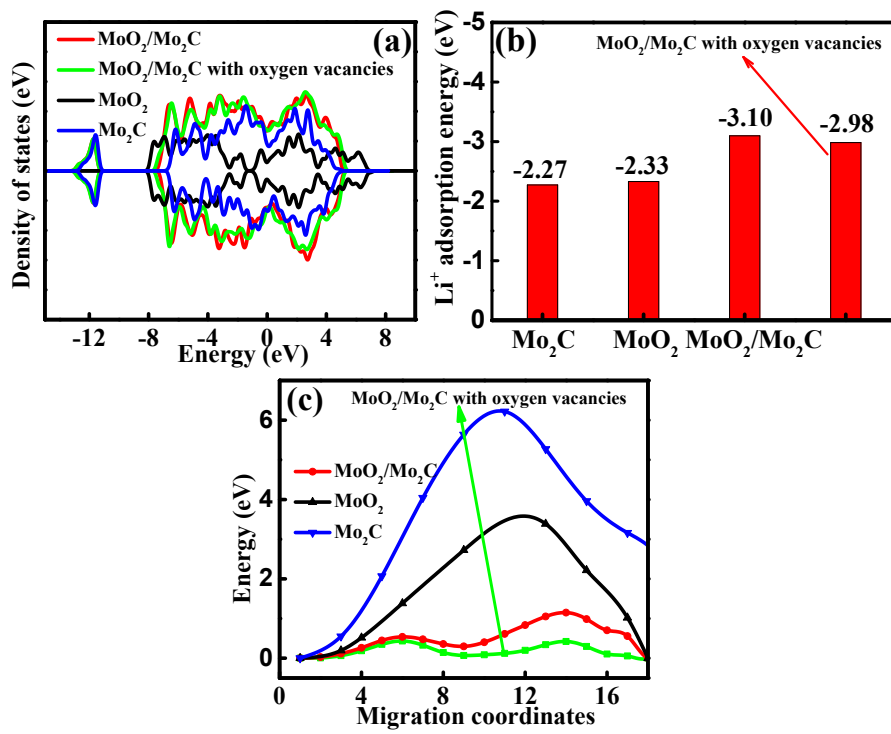 (a)
MoO₂/Mo₂C
MoO₂/Mo₂C with oxygen vacancies
MoO₂
Mo₂C
Density of states (eV)
-12 -8 -4 0 4 8
Energy (eV)
(b)
MoO₂/Mo₂C with oxygen vacancies
Li⁺ adsorption energy (eV)
-5
-4
-3
-2
-1
0
−2.27
−2.33
−3.10
−2.98
Mo₂C MoO₂ MoO₂/Mo₂C
(c)
MoO₂/Mo₂C with oxygen vacancies
MoO₂/Mo₂C
MoO₂
Mo₂C
Energy (eV)
6
4
2
0
0 4 8 12 16
Migration coordinates